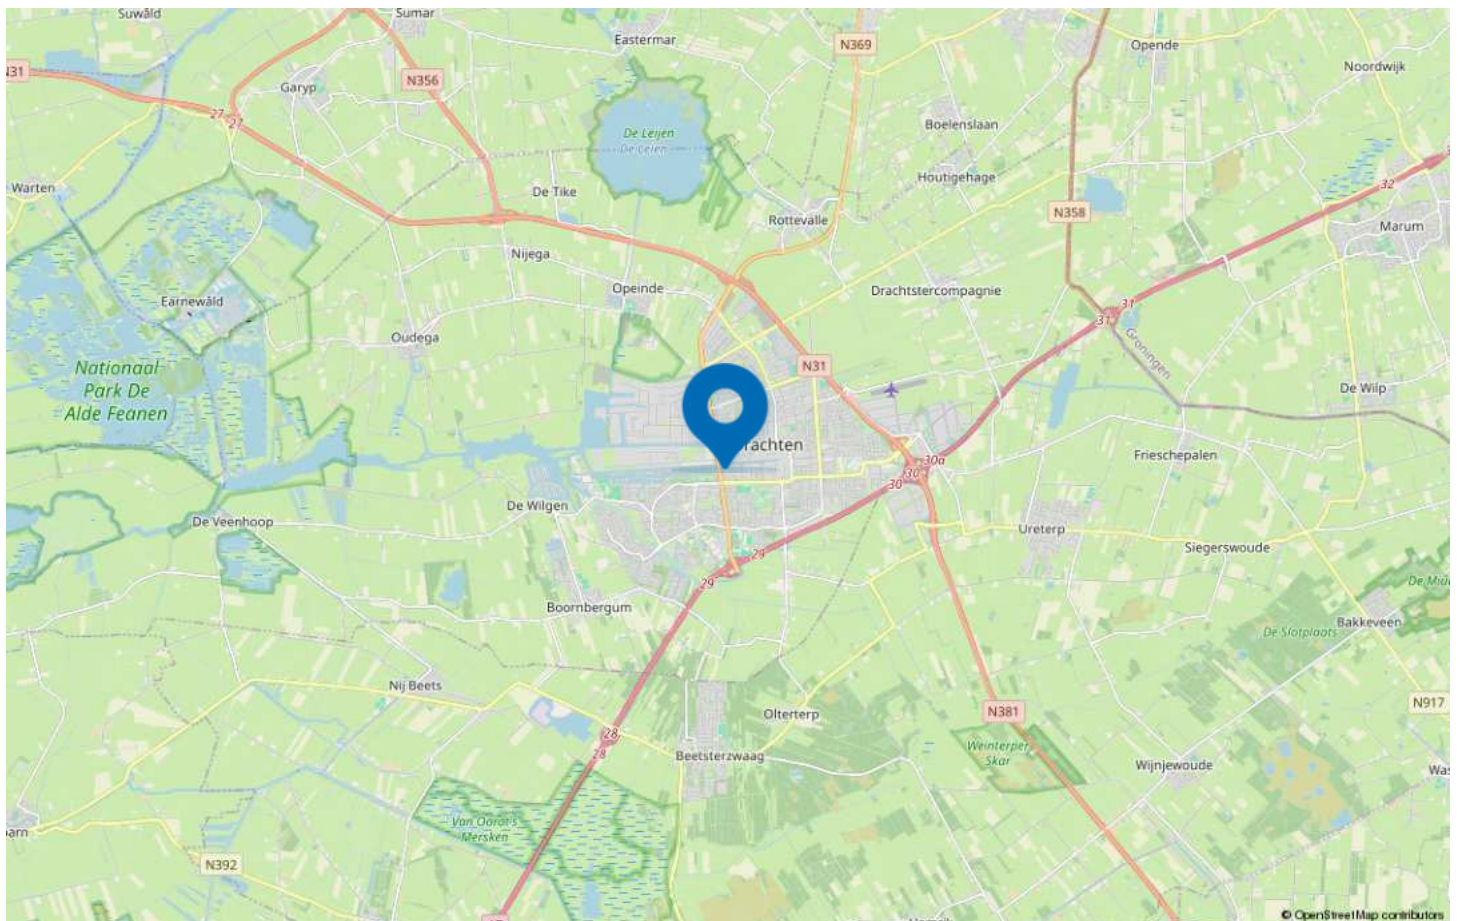 Suwâld
Sumar
Eastermar
N369
Opende
Noordwijk
N31
N356
Garyp
27
27
De Leijen
De Leien
Boelenslaan
Houtigehage
Warten
De Tike
Rottevalle
N358
32
Marum
Nijega
Opeinde
Drachtstercompagnie
Earnewâld
31
31
Groningen
Oudega
N31
Nationaal
Park De
Alde Feanen
De Wilp
rachten
30a
30
30
Frieschepalen
De Wilgen
De Veenhoop
Ureterp
Siegerswoude
29
29
Boornbergum
De Slotplaats
Bakkeveen
Nij Beets
Olterterp
N381
N917
28
28
Beetsterzwaag
Weinterper
Skar
Wijnjewoude
Van Oordt's
Mersken
N392
© OpenStreetMap contributors